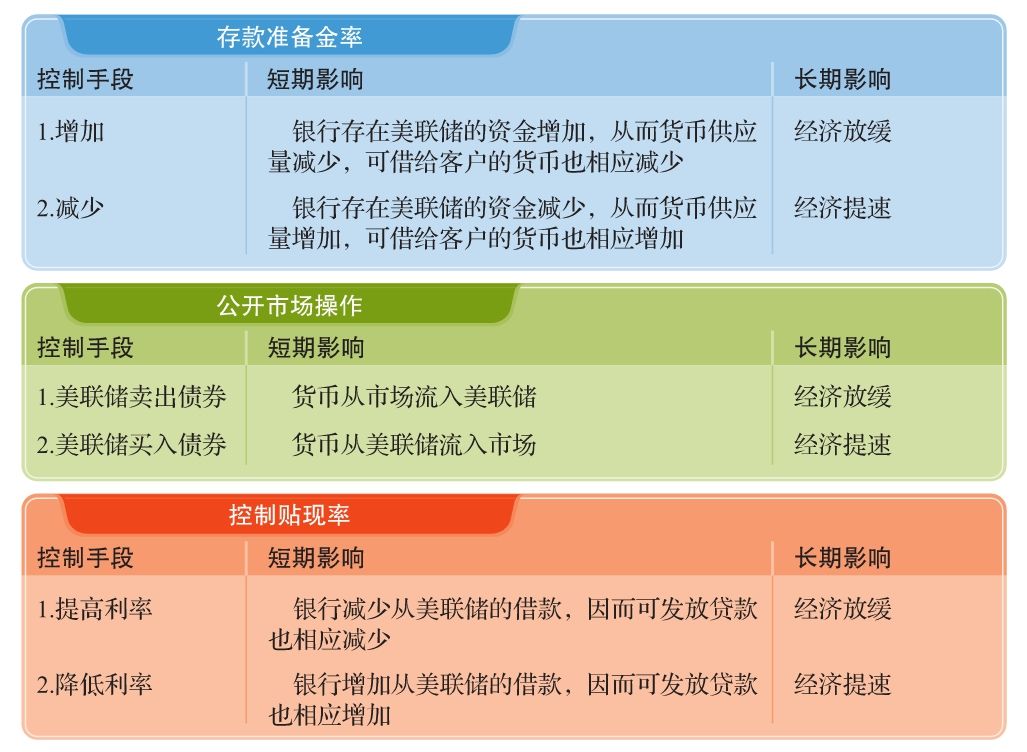 存款准备金率
控制手段 短期影响 长期影响
1.增加 银行存在美联储的资金增加，从而货币供应 经济放缓
量减少，可借给客户的货币也相应减少
2.减少 银行存在美联储的资金减少，从而货币供应 经济提速
量增加，可借给客户的货币也相应增加
公开市场操作
控制手段 短期影响 长期影响
1.美联储卖出债券 货币从市场流入美联储 经济放缓
2.美联储买入债券 货币从美联储流入市场 经济提速
控制贴现率
控制手段 短期影响 长期影响
1.提高利率 银行减少从美联储的借款，因而可发放贷款 经济放缓
也相应减少
2.降低利率 银行增加从美联储的借款，因而可发放贷款 经济提速
也相应增加